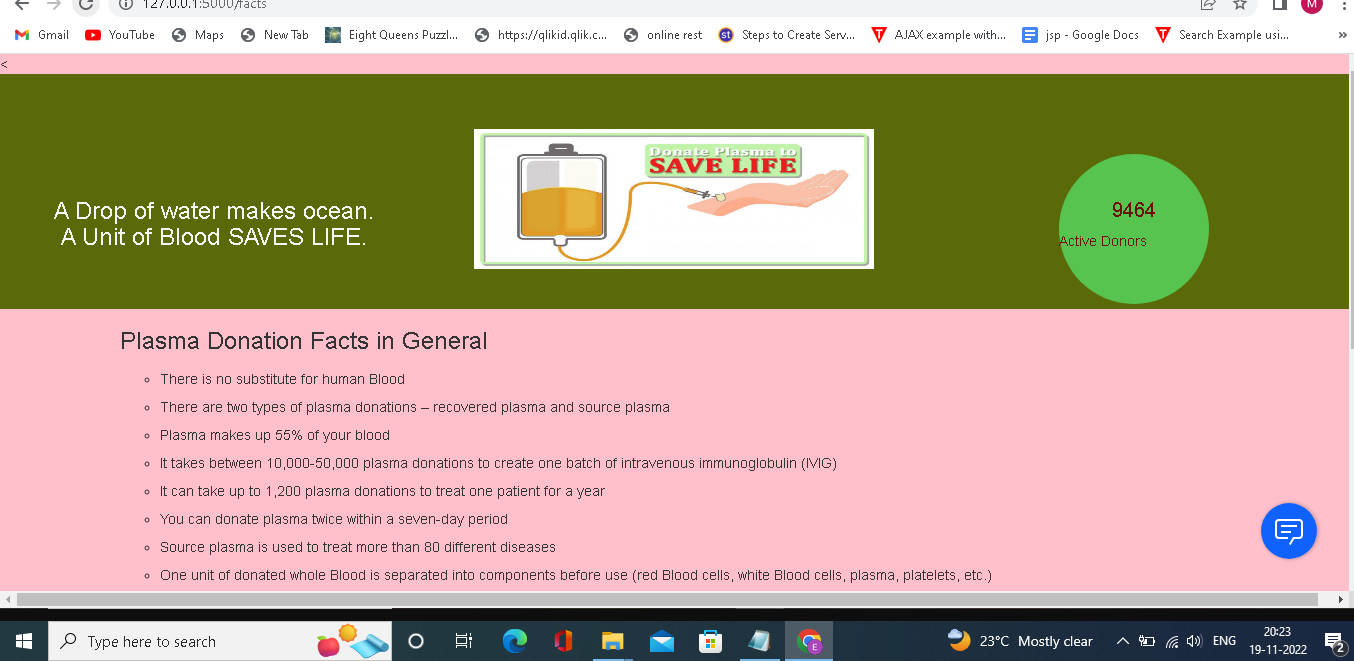 127.0.0.1:5000/facts
M
Gmail YouTube Maps New Tab Eight Queens Puzzl... https://qlikid.qlik.c... online rest st Steps to Create Serv... AJAX example with... jsp - Google Docs Search Example usi... »
<
Donate Plasma to
SAVE LIFE
A Drop of water makes ocean.
A Unit of Blood SAVES LIFE.
9464
Active Donors
Plasma Donation Facts in General
There is no substitute for human Blood
There are two types of plasma donations – recovered plasma and source plasma
Plasma makes up 55% of your blood
It takes between 10,000-50,000 plasma donations to create one batch of intravenous immunoglobulin (IVIG)
It can take up to 1,200 plasma donations to treat one patient for a year
You can donate plasma twice within a seven-day period
Source plasma is used to treat more than 80 different diseases
One unit of donated whole Blood is separated into components before use (red Blood cells, white Blood cells, plasma, platelets, etc.)
Type here to search
E
23°C Mostly clear
ENG
20:23
19-11-2022
2